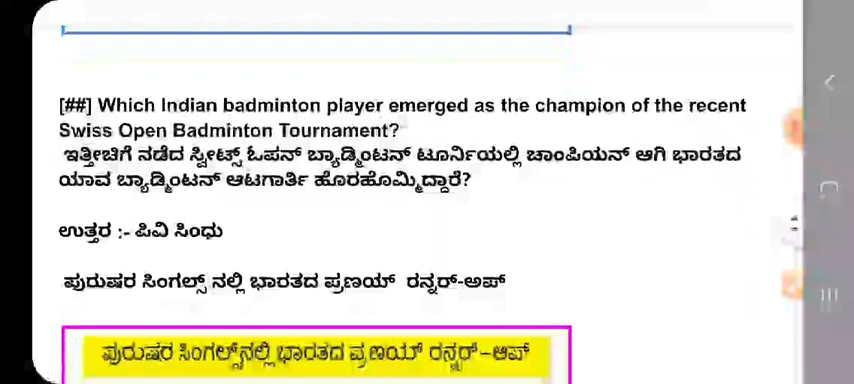 [##] Which Indian badminton player emerged as the champion of the recent
Swiss Open Badminton Tournament?
ಇತ್ತೀಚಿಗೆ ನಡೆದ ಸ್ವೀಟ್ಸ್ ಓಪನ್ ಬ್ಯಾಡ್ಮಿಂಟನ್ ಟೂರ್ನಿಯಲ್ಲಿ ಚಾಂಪಿಯನ್ ಆಗಿ ಭಾರತದ
ಯಾವ ಬ್ಯಾಡ್ಮಿಂಟನ್ ಆಟಗಾರ್ತಿ ಹೊರಹೊಮ್ಮಿದ್ದಾರೆ?
ಉತ್ತರ :- ಪಿವಿ ಸಿಂಧು
ಪುರುಷರ ಸಿಂಗಲ್ಸ್ ನಲ್ಲಿ ಭಾರತದ ಪ್ರಣಯ್ ರನ್ನರ್-ಅಪ್
ಪುರುಷರ ಸಿಂಗಲ್ಸ್‌ನಲ್ಲಿ ಭಾರತದ ಪ್ರಣಯ್ ರನ್ನರ್-ಅಪ್